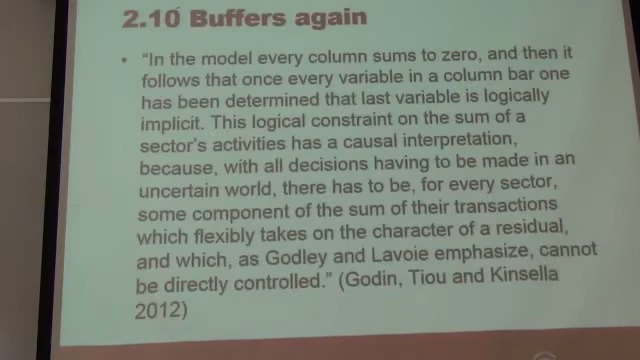 2.10 Buffers again
• "In the model every column sums to zero, and then it
follows that once every variable in a column bar one
has been determined that last variable is logically
implicit. This logical constraint on the sum of a
sector's activities has a causal interpretation,
because, with all decisions having to be made in an
uncertain world, there has to be, for every sector,
some component of the sum of their transactions
which flexibly takes on the character of a residual,
and which, as Godley and Lavoie emphasize, cannot
be directly controlled." (Godin, Tiou and Kinsella
2012)